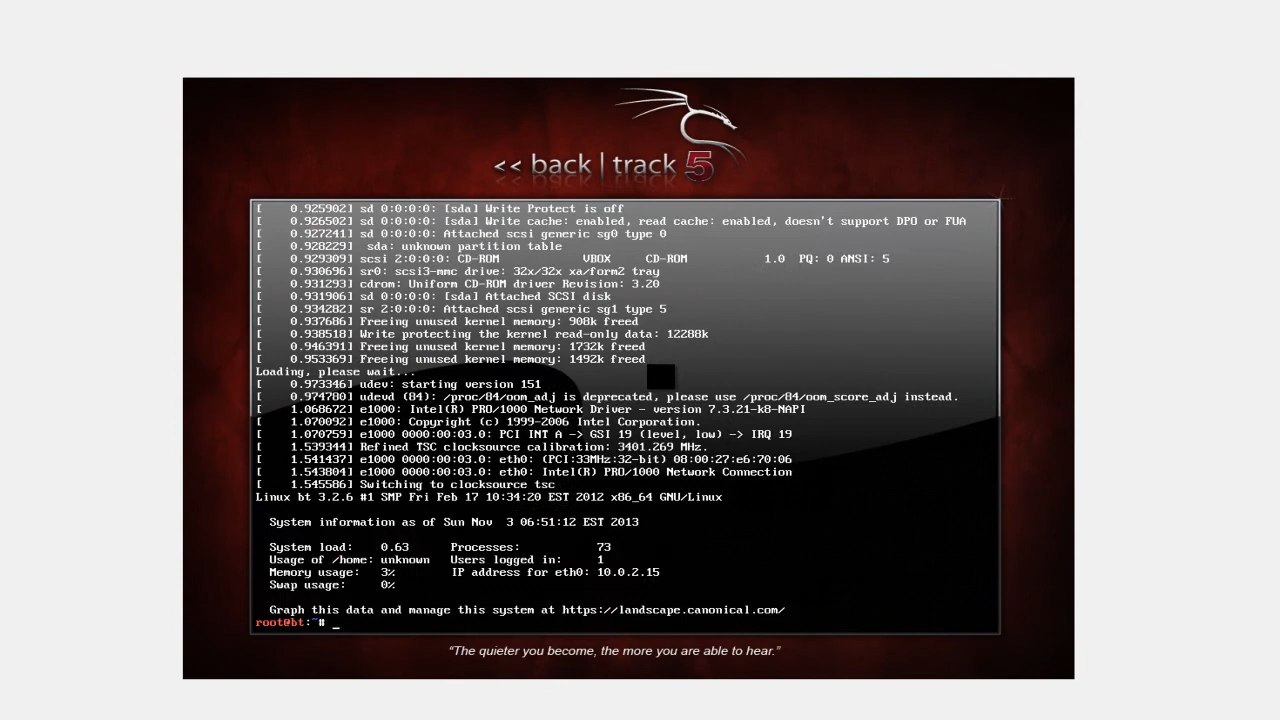 << back | track 5
[    0.925902] sd 0:0:0:0: [sda] Write Protect is off
[    0.926502] sd 0:0:0:0: [sda] Write cache: enabled, read cache: enabled, doesn't support DPO or FUA
[    0.927241] sd 0:0:0:0: Attached scsi generic sg0 type 0
[    0.928229]  sda: unknown partition table
[    0.929309] scsi 2:0:0:0: CD-ROM            VBOX     CD-ROM           1.0  PQ: 0 ANSI: 5
[    0.930696] sr0: scsi3-mmc drive: 32x/32x xa/form2 tray
[    0.931293] cdrom: Uniform CD-ROM driver Revision: 3.20
[    0.931906] sd 0:0:0:0: [sda] Attached SCSI disk
[    0.934282] sr 2:0:0:0: Attached scsi generic sg1 type 5
[    0.937686] Freeing unused kernel memory: 908k freed
[    0.938518] Write protecting the kernel read-only data: 12288k
[    0.946391] Freeing unused kernel memory: 1732k freed
[    0.953369] Freeing unused kernel memory: 1492k freed
Loading, please wait...
[    0.973346] udev: starting version 151
[    0.974780] udevd (84): /proc/84/oom_adj is deprecated, please use /proc/84/oom_score_adj instead.
[    1.068672] e1000: Intel(R) PRO/1000 Network Driver - version 7.3.21-k8-NAPI
[    1.070092] e1000: Copyright (c) 1999-2006 Intel Corporation.
[    1.070759] e1000 0000:00:03.0: PCI INT A -> GSI 19 (level, low) -> IRQ 19
[    1.539344] Refined TSC clocksource calibration: 3401.269 MHz.
[    1.541437] e1000 0000:00:03.0: eth0: (PCI:33MHz:32-bit) 08:00:27:e6:70:06
[    1.543804] e1000 0000:00:03.0: eth0: Intel(R) PRO/1000 Network Connection
[    1.545586] Switching to clocksource tsc
Linux bt 3.2.6 #1 SMP Fri Feb 17 10:34:20 EST 2012 x86_64 GNU/Linux
System information as of Sun Nov  3 06:51:12 EST 2013
System load:    0.63      Processes:           73
Usage of /home: unknown   Users logged in:     1
Memory usage:   3%        IP address for eth0: 10.0.2.15
Swap usage:     0%
Graph this data and manage this system at https://landscape.canonical.com/
root@bt:~# _
“The quieter you become, the more you are able to hear.”